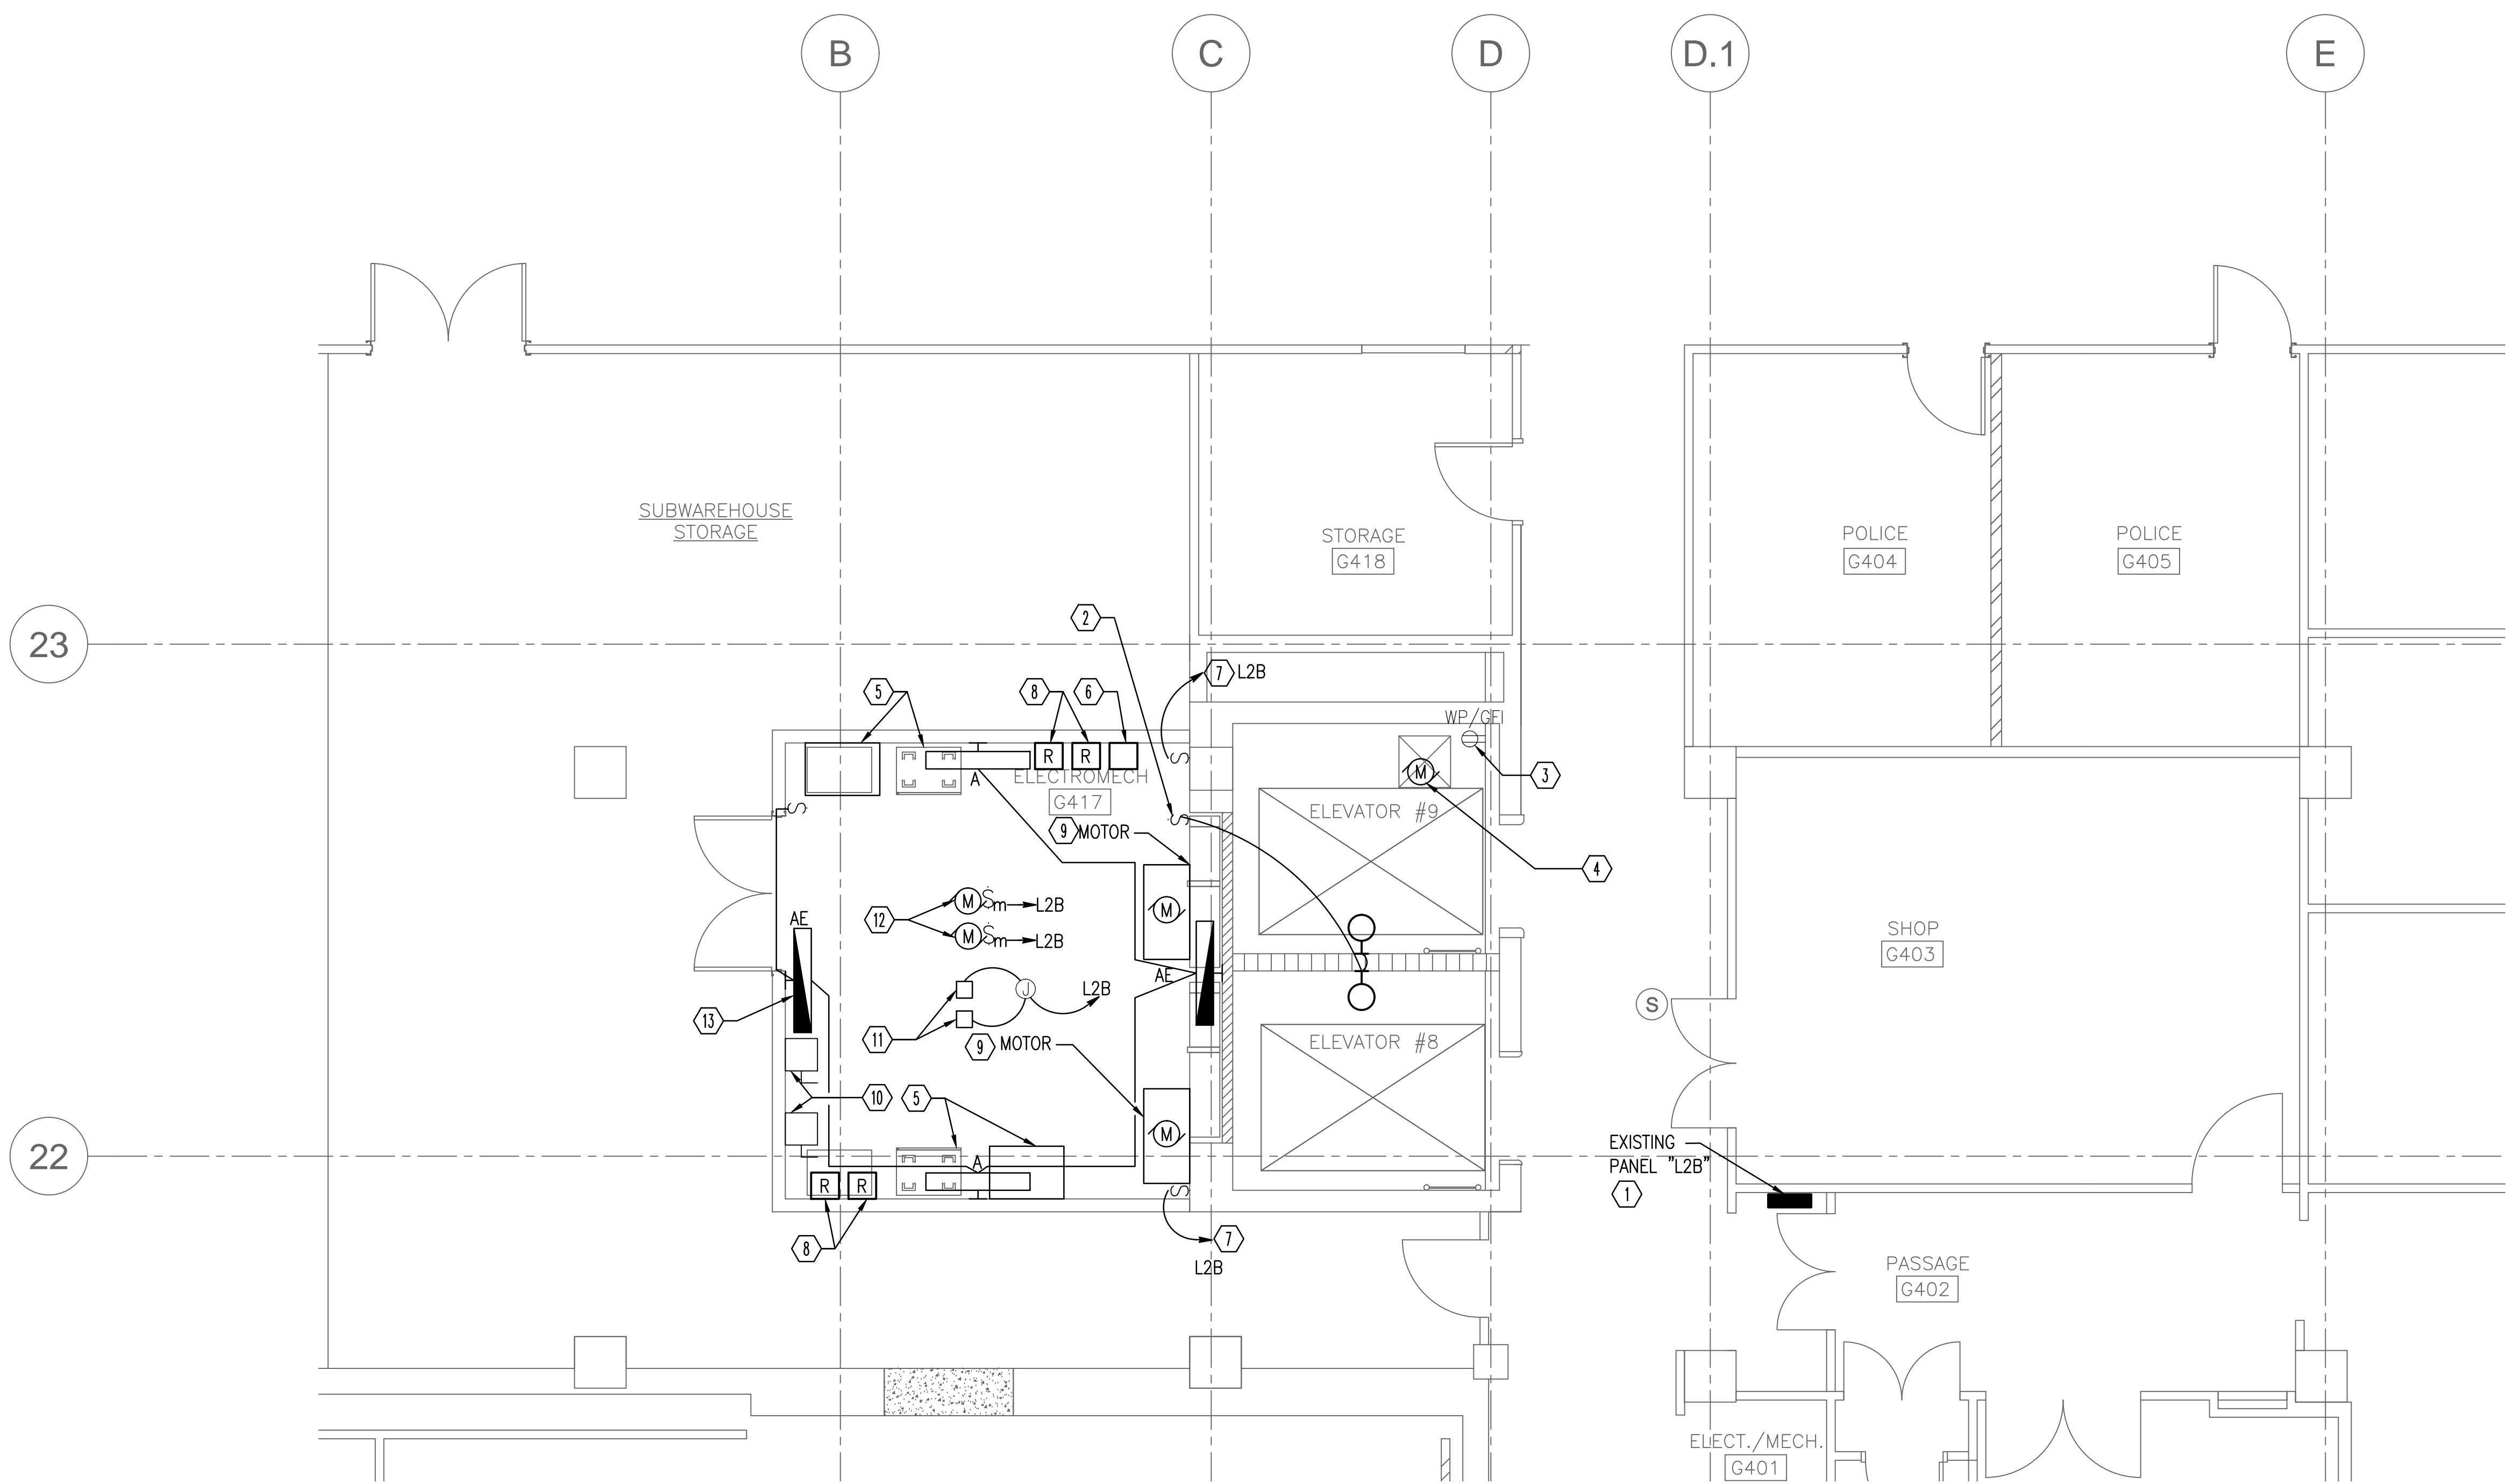 B
C
D
D.1
E
SUBWAREHOUSE
STORAGE
STORAGE
G418
POLICE
G404
POLICE
G405
23
2
7 L2B
5
8
6
WP/GFI
3
R
R
S
M
A
ELECTROMECH
G417
S
ELEVATOR #9
S
9 MOTOR
4
12
M
Sm
L2B
M
Sm
L2B
M
AE
AE
SHOP
G403
J
L2B
S
13
11
9 MOTOR
ELEVATOR #8
10
5
M
EXISTING
PANEL "L2B"
1
22
A
R
R
S
8
7
L2B
PASSAGE
G402
ELECT./MECH.
G401